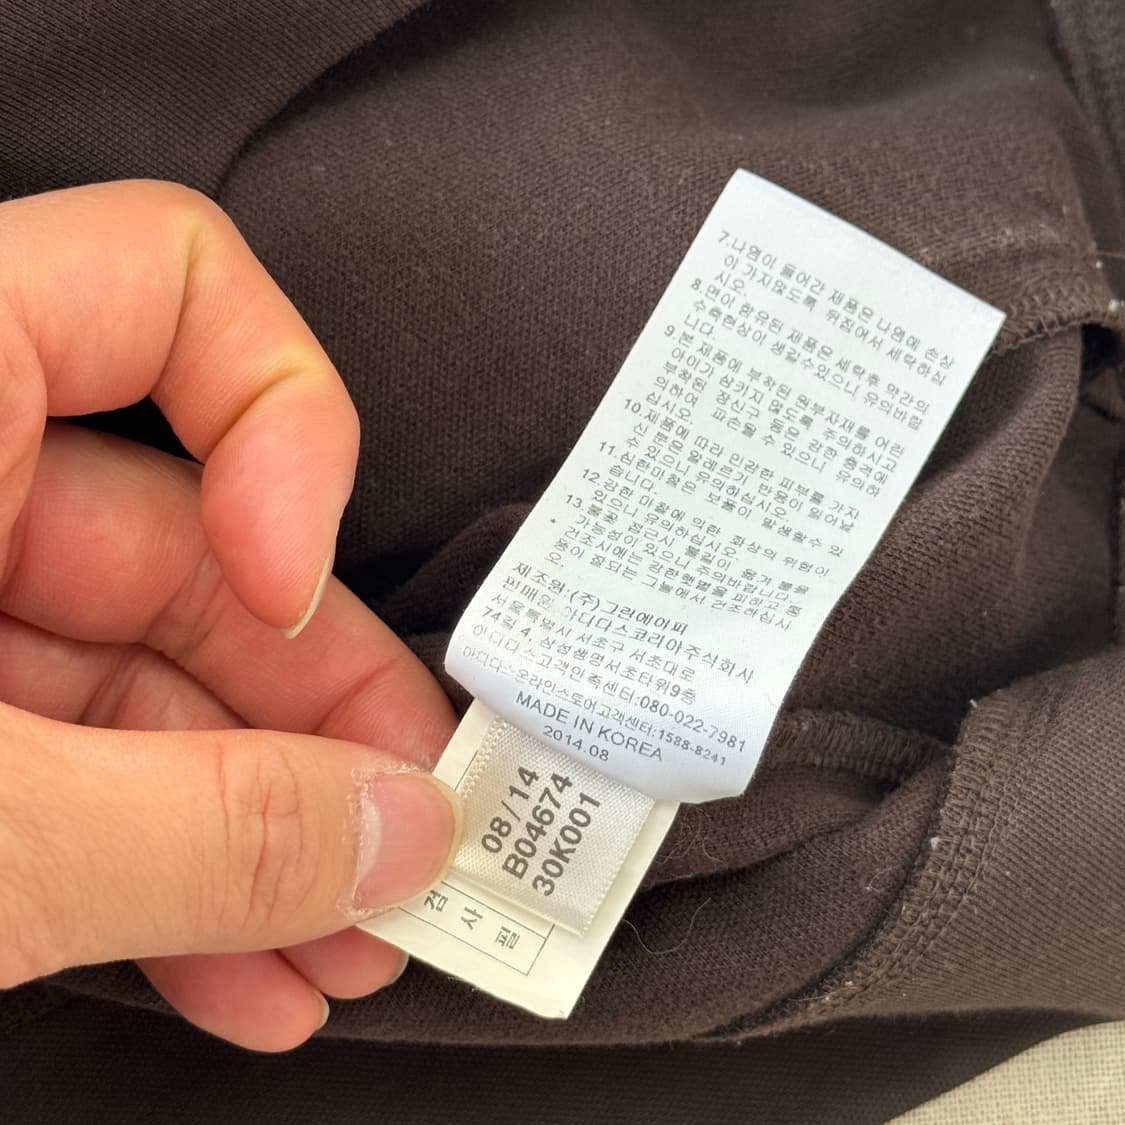 7.나염이 들어간 제품은 나염에 손상
이 가지않도록 뒤집어서 세탁하십
시오.
8.면이 함유된 제품은 세탁후 약간의
수축현상이 생길수있으니 유의바랍
니다.
9.본 제품에 부착된 원부자재를 어린
아이가 삼키지 않도록 주의하시고
부착된 장신구 등은 강한 충격에
의하여 파손될 수 있으니 유의하
십시오.
10.제품에 따라 민감한 피부를 가지
신 분은 알레르기 반응이 일어날
수 있으니 유의하십시오.
11.심한마찰은 보풀이 발생할수 있
습니다.
12.강한 마찰에 의한 화상의 위험이
있으니 유의하십시오.
13.불꽃 접근시 불길이 옮겨 붙을
가능성이 있으니 주의바랍니다.
* 건조시에는 강한햇볕을 피하고 통
풍이 잘되는 그늘에서 건조하십시
오.
제조원:(주)그린에이피
판매원 아디다스코리아주식회사
서울특별시 서초구 서초대로
74길 4, 삼성생명서초타워9층
아디다스고객만족센터:080-022-7981
아디다스온라인스토어고객센터:1588-8241
MADE IN KOREA
2014.08
08/14
B04674
30K001
검사필